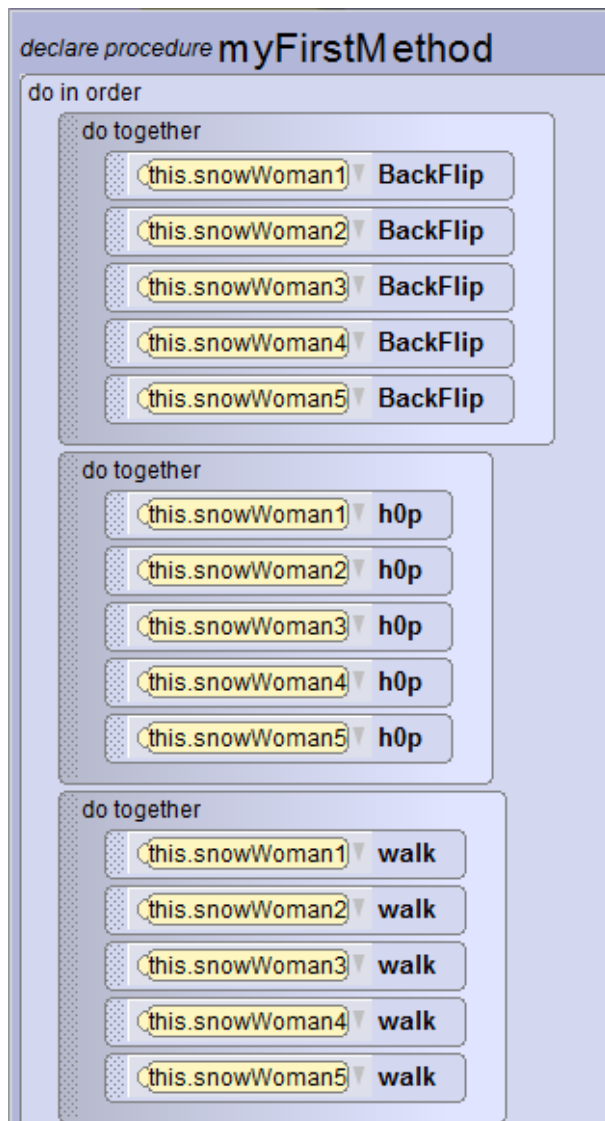 declare procedure myFirstMethod
do in order
do together
this.snowWoman1 BackFlip
this.snowWoman2 BackFlip
this.snowWoman3 BackFlip
this.snowWoman4 BackFlip
this.snowWoman5 BackFlip
do together
this.snowWoman1 h0p
this.snowWoman2 h0p
this.snowWoman3 h0p
this.snowWoman4 h0p
this.snowWoman5 h0p
do together
this.snowWoman1 walk
this.snowWoman2 walk
this.snowWoman3 walk
this.snowWoman4 walk
this.snowWoman5 walk